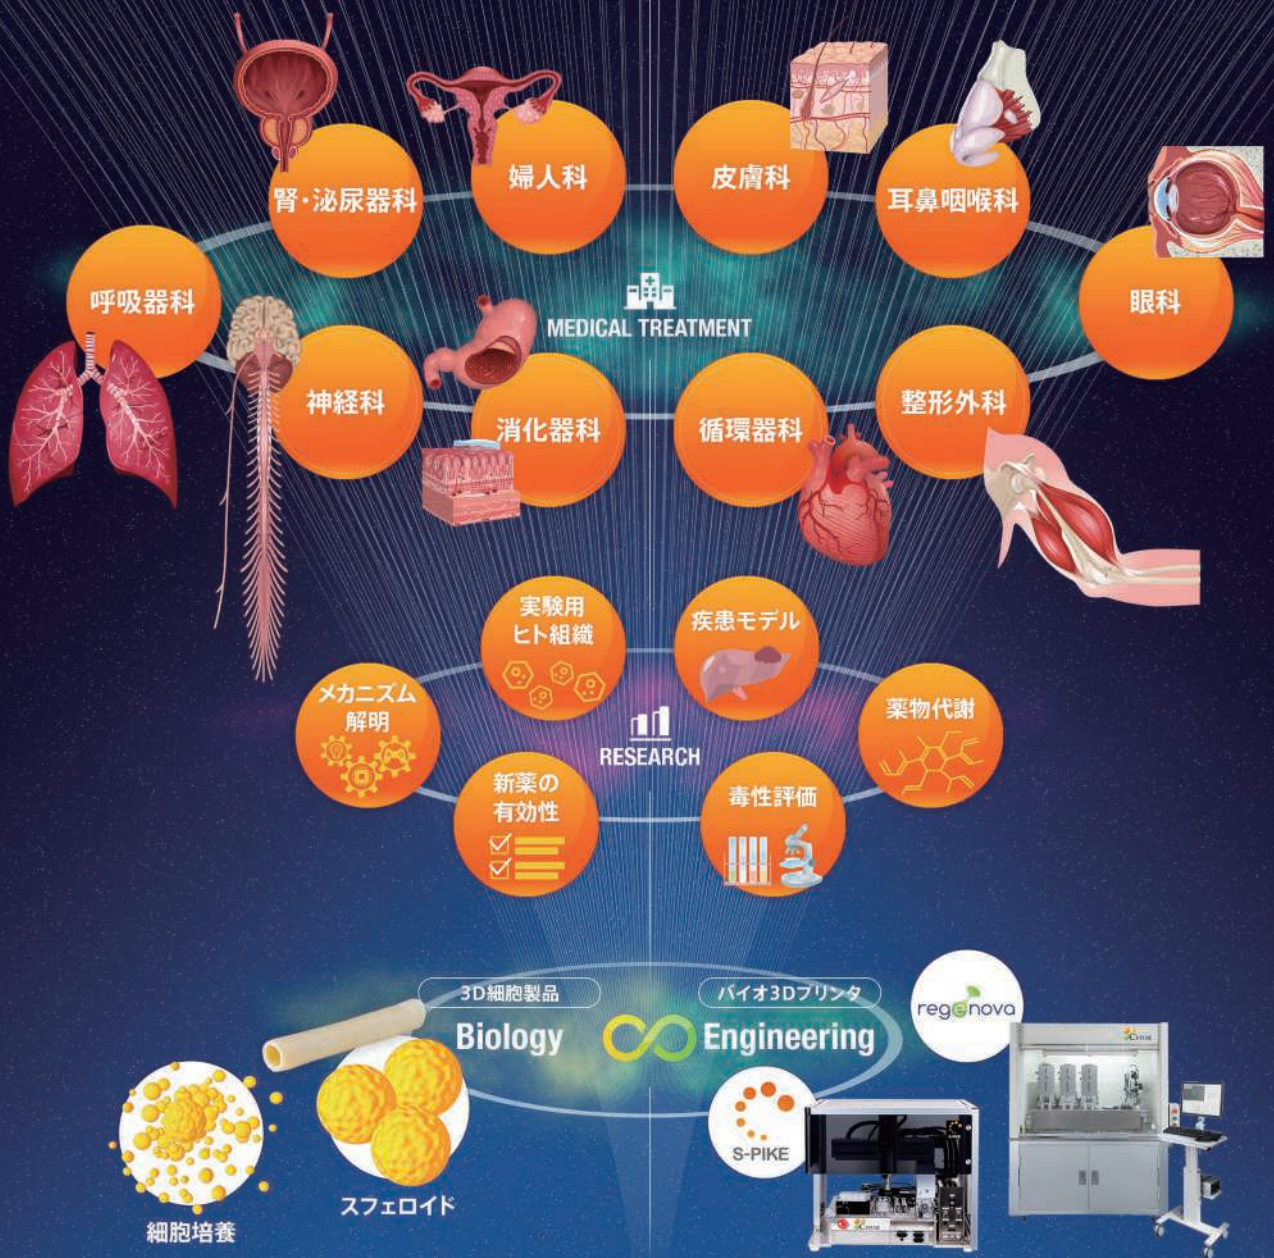 腎・泌尿器科
婦人科
皮膚科
耳鼻咽喉科
呼吸器科
眼科
MEDICAL TREATMENT
神経科
消化器科
循環器科
整形外科
実験用
ヒト組織
疾患モデル
メカニズム
解明
薬物代謝
RESEARCH
新薬の
有効性
毒性評価
3D細胞製品
バイオ3Dプリンタ
Biology
Engineering
regenova
Cyfuse
S-PIKE
スフェロイド
細胞培養